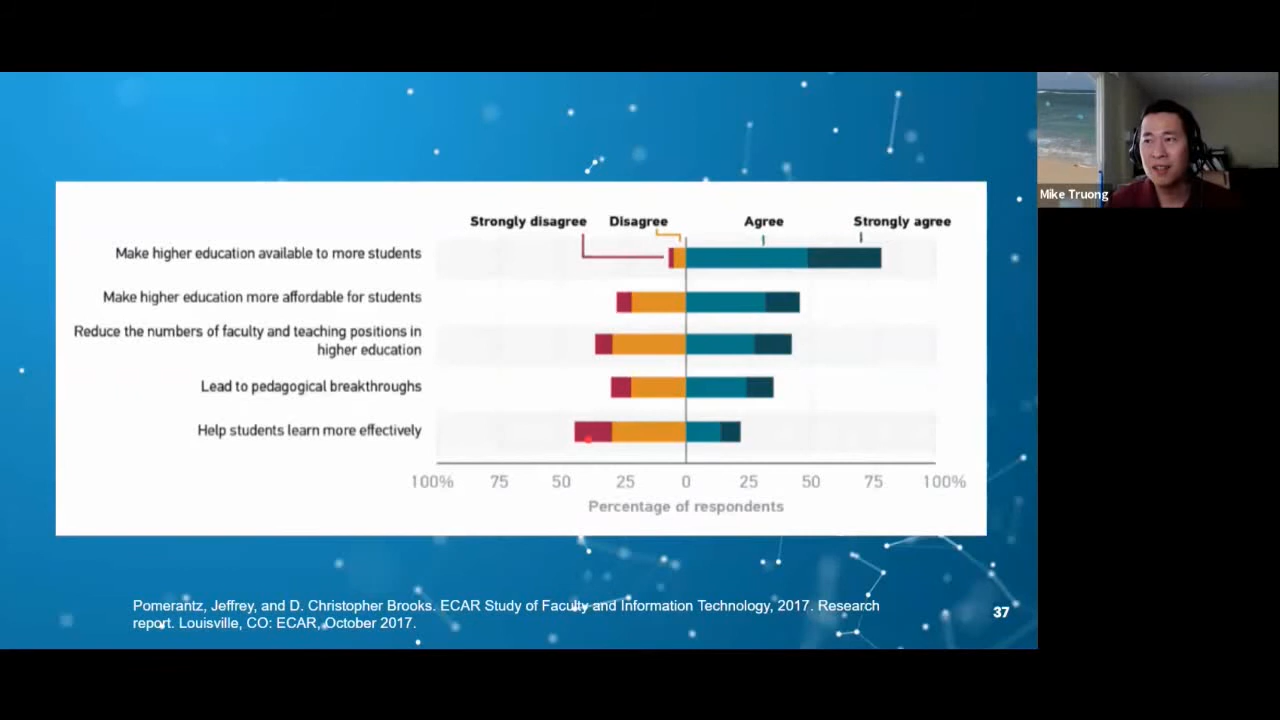 Strongly disagree Disagree Agree Strongly agree
Make higher education available to more students
Make higher education more affordable for students
Reduce the numbers of faculty and teaching positions in
higher education
Lead to pedagogical breakthroughs
Help students learn more effectively
100% 75 50 25 0 25 50 75 100%
Percentage of respondents
Pomerantz, Jeffrey, and D. Christopher Brooks. ECAR Study of Faculty and Information Technology, 2017. Research
report. Louisville, CO: ECAR, October 2017.
37
Mike Truong